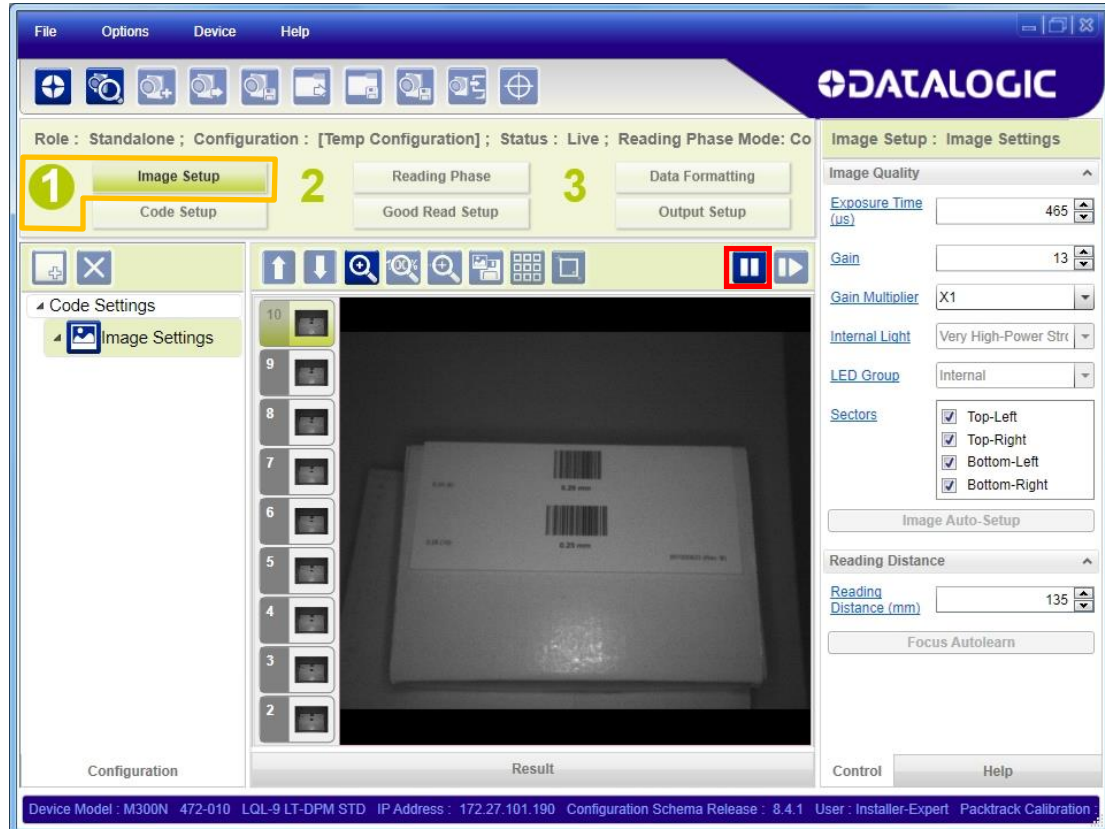 File Options Device Help
DATALOGIC
Role : Standalone ; Configuration : [Temp Configuration] ; Status : Live ; Reading Phase Mode: Co
1 Image Setup
Code Setup
2 Reading Phase
Good Read Setup
3 Data Formatting
Output Setup
Image Setup : Image Settings
Image Quality
Exposure Time (µs) 465
Gain 13
Gain Multiplier X1
Internal Light Very High-Power Strc
LED Group Internal
Sectors
Top-Left
Top-Right
Bottom-Left
Bottom-Right
Image Auto-Setup
Reading Distance
Reading Distance (mm) 135
Focus Autolearn
Code Settings
Image Settings
100%
10
9
8
7
6
5
4
3
2
0.20 mm
0.25 mm
Configuration
Result
Control Help
Device Model : M300N 472-010 LQL-9 LT-DPM STD IP Address : 172.27.101.190 Configuration Schema Release : 8.4.1 User : Installer-Expert Packtrack Calibration :